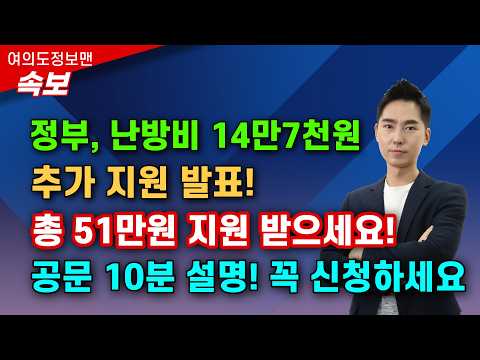 여의도정보맨
속보
정부, 난방비 14만7천원
추가 지원 발표!
총 51만원 지원 받으세요!
공문 10분 설명! 꼭 신청하세요